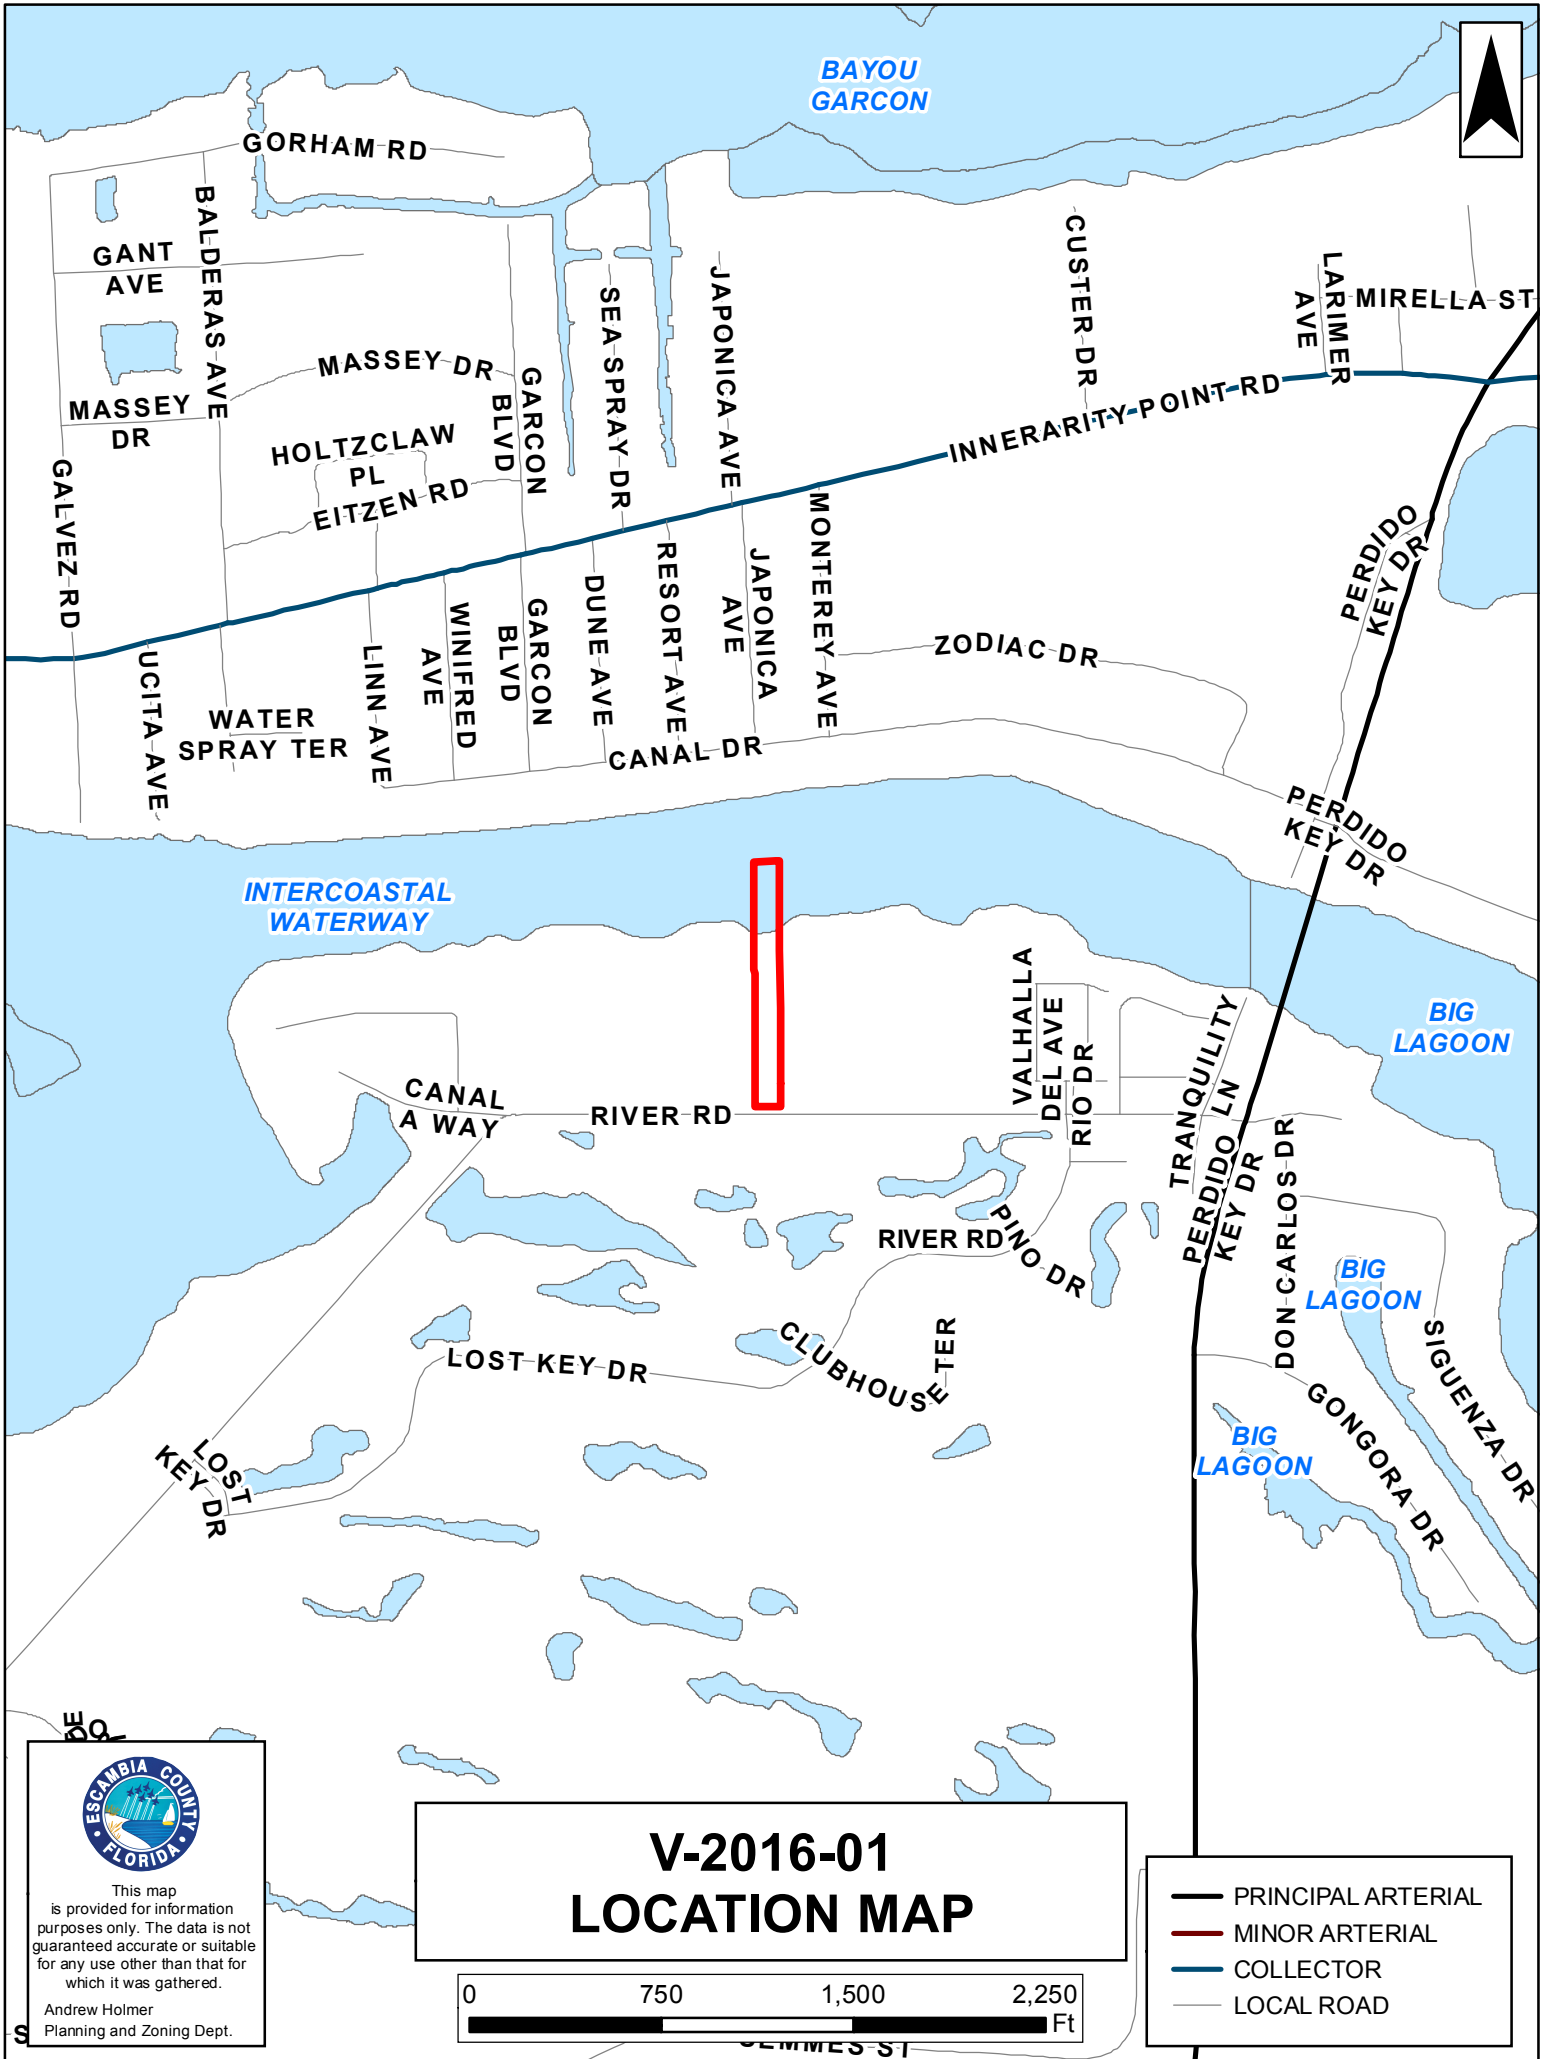 BAYOU
GARCON
GORHAM RD
BALDERAS AVE
GANT
AVE
CUSTER DR
LARIMER
AVE
MIRELLA ST
SEA SPRAY DR
JAPONICA AVE
MASSEY DR
GARCON
BLVD
MASSEY
DR
INNERARITY POINT RD
HOLTZCLAW
PL
EITZEN RD
GALVEZ RD
MONTEREY AVE
PERDIDO
KEY DR
UCITA AVE
LINN AVE
WINIFRED
AVE
GARCON
BLVD
DUNE AVE
RESORT AVE
JAPONICA
AVE
ZODIAC DR
WATER
SPRAY TER
CANAL DR
PERDIDO
KEY DR
INTERCOASTAL
WATERWAY
VALHALLA
DEL AVE
RIO DR
TRANQUILITY
LN
BIG
LAGOON
CANAL
A WAY
RIVER RD
PERDIDO
KEY DR
DON CARLOS DR
RIVER RD
PINO DR
BIG
LAGOON
SIGUENZA DR
CLUBHOUSE TER
LOST KEY DR
GONGORA DR
BIG
LAGOON
LOST
KEY DR
ESCAMBIA COUNTY
FLORIDA
This map
is provided for information
purposes only. The data is not
guaranteed accurate or suitable
for any use other than that for
which it was gathered.
Andrew Holmer
Planning and Zoning Dept.
V-2016-01
LOCATION MAP
0 750 1,500 2,250
Ft
PRINCIPAL ARTERIAL
MINOR ARTERIAL
COLLECTOR
LOCAL ROAD